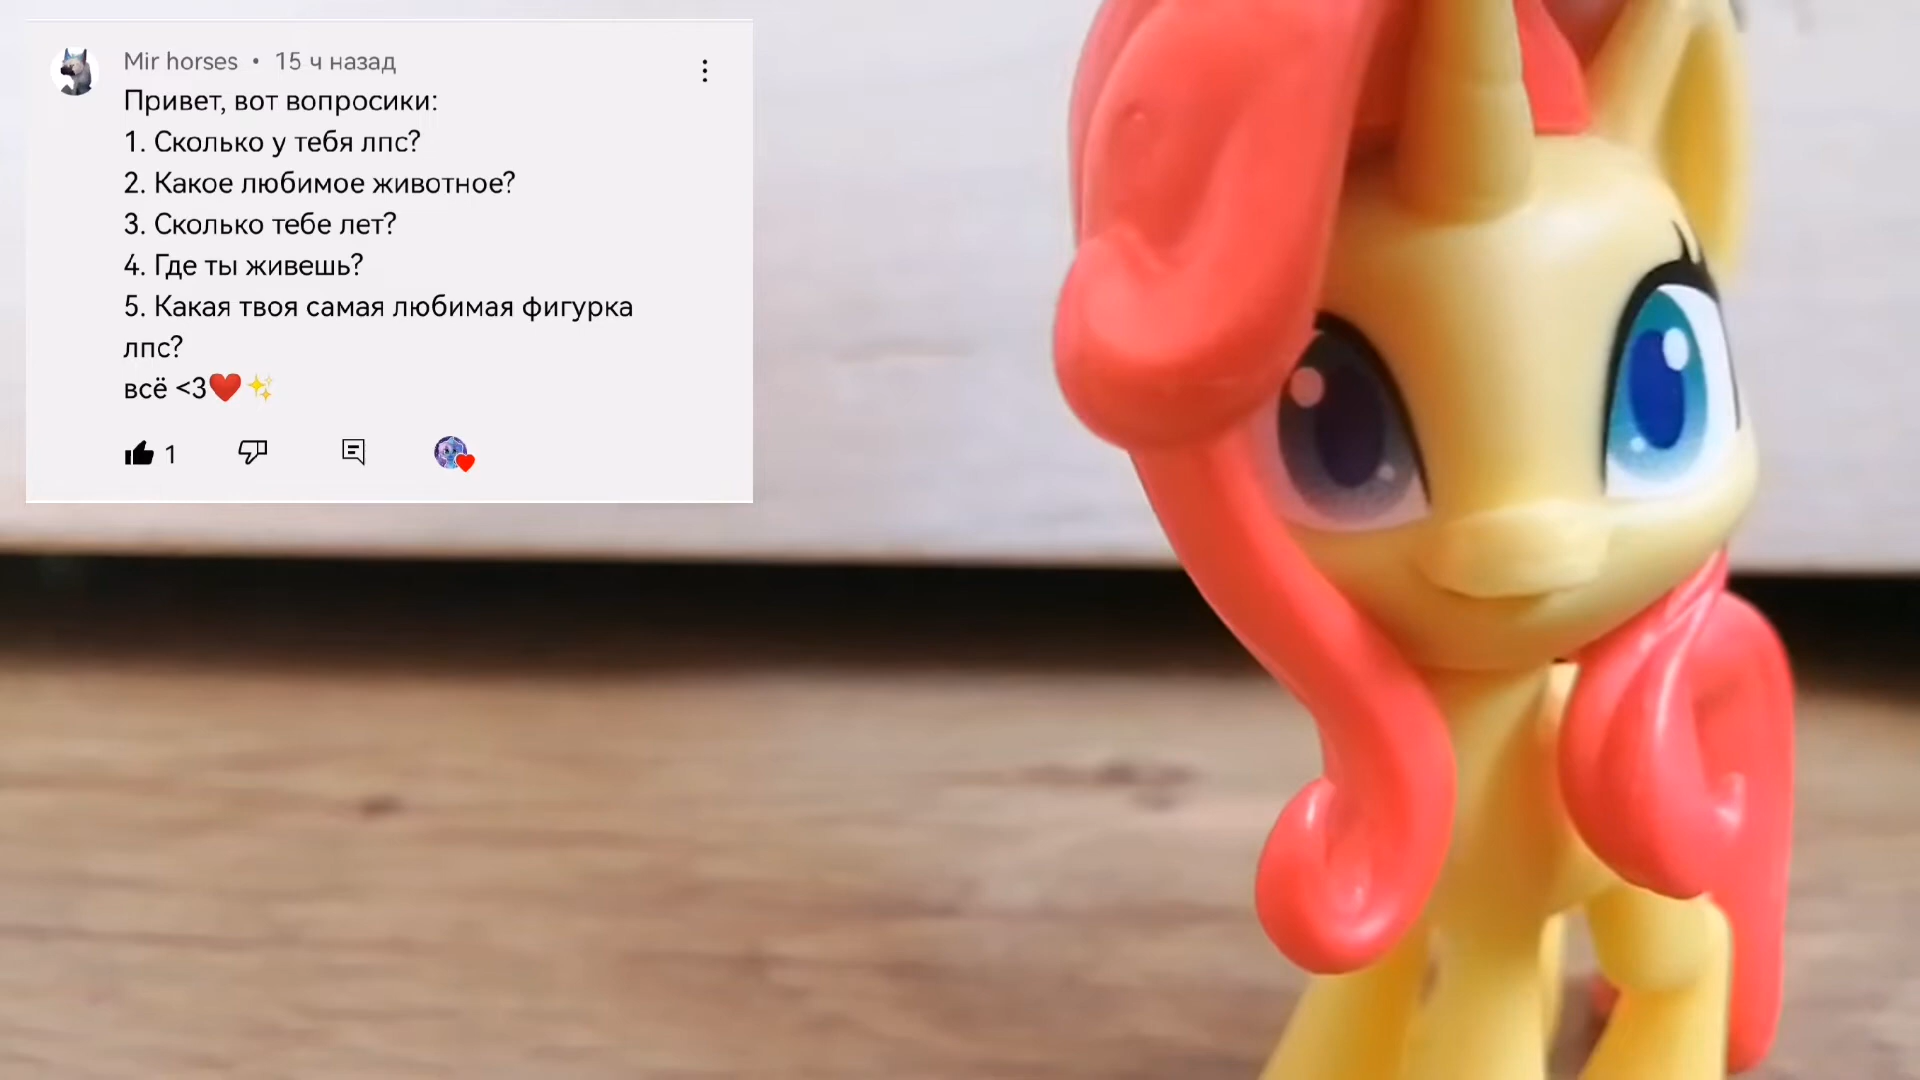 Mir horses • 15 ч назад
Привет, вот вопросики:
1. Сколько у тебя лпс?
2. Какое любимое животное?
3. Сколько тебе лет?
4. Где ты живешь?
5. Какая твоя самая любимая фигурка
лпс?
всё <3❤️✨
1